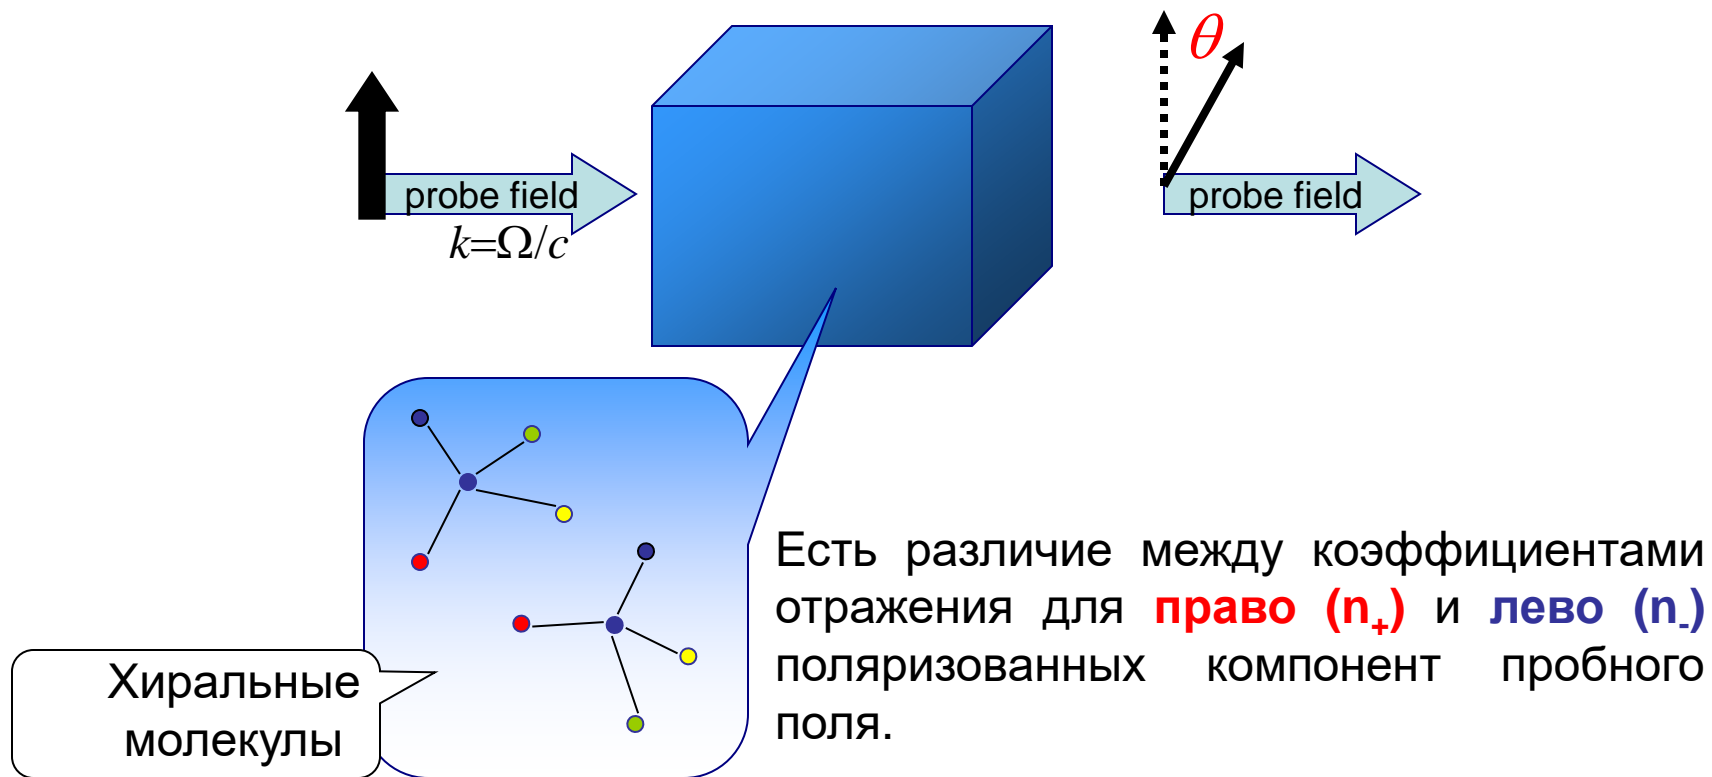 θ
probe field
k=Ω/c
probe field
Есть различие между коэффициентами
отражения для право (n₊) и лево (n₋)
поляризованных компонент пробного
поля.
Хиральные
молекулы